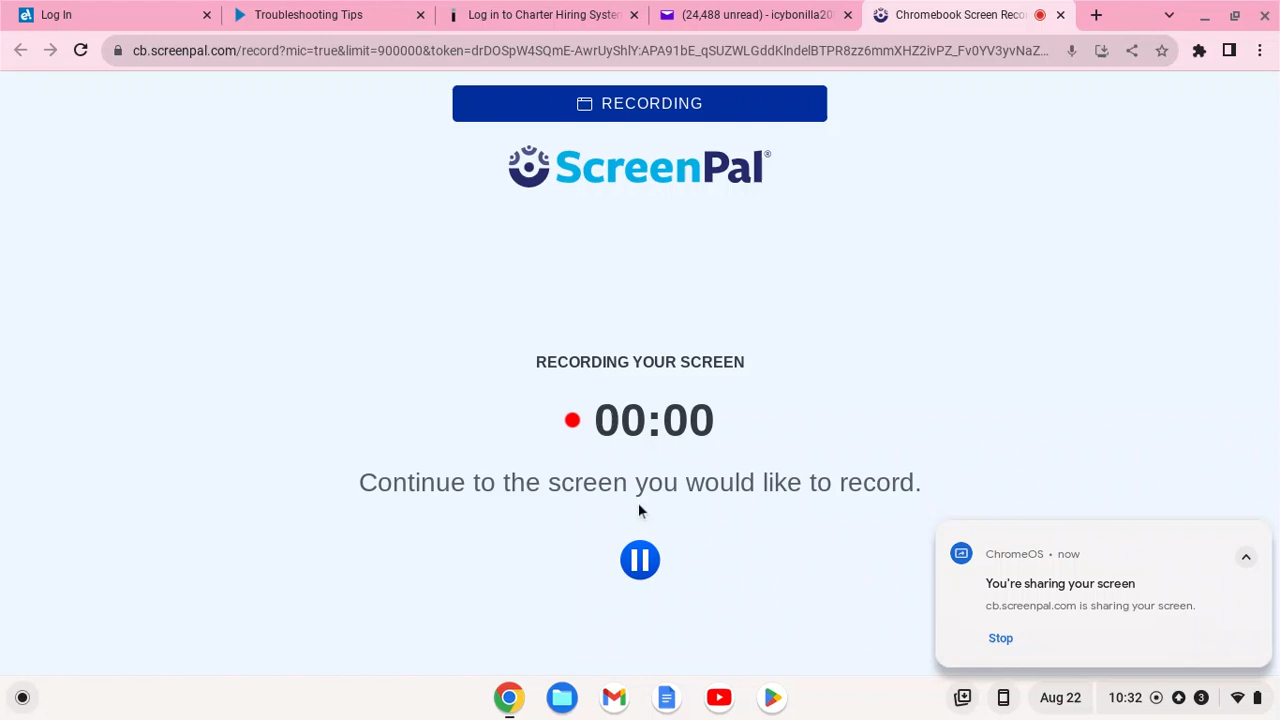 Log In
Troubleshooting Tips
Log in to Charter Hiring System
(24,488 unread) - icybonilla20
Chromebook Screen Reco
cb.screenpal.com/record?mic=true&limit=900000&token=drDOSpW4SQmE-AwrUyShlY:APA91bE_qSUZWLGddKlndelBTPR8zz6mmXHZ2ivPZ_Fv0YV3yvNaZ...
RECORDING
ScreenPal®
RECORDING YOUR SCREEN
00:00
Continue to the screen you would like to record.
ChromeOS • now
You're sharing your screen
cb.screenpal.com is sharing your screen.
Stop
Aug 22
10:32
3